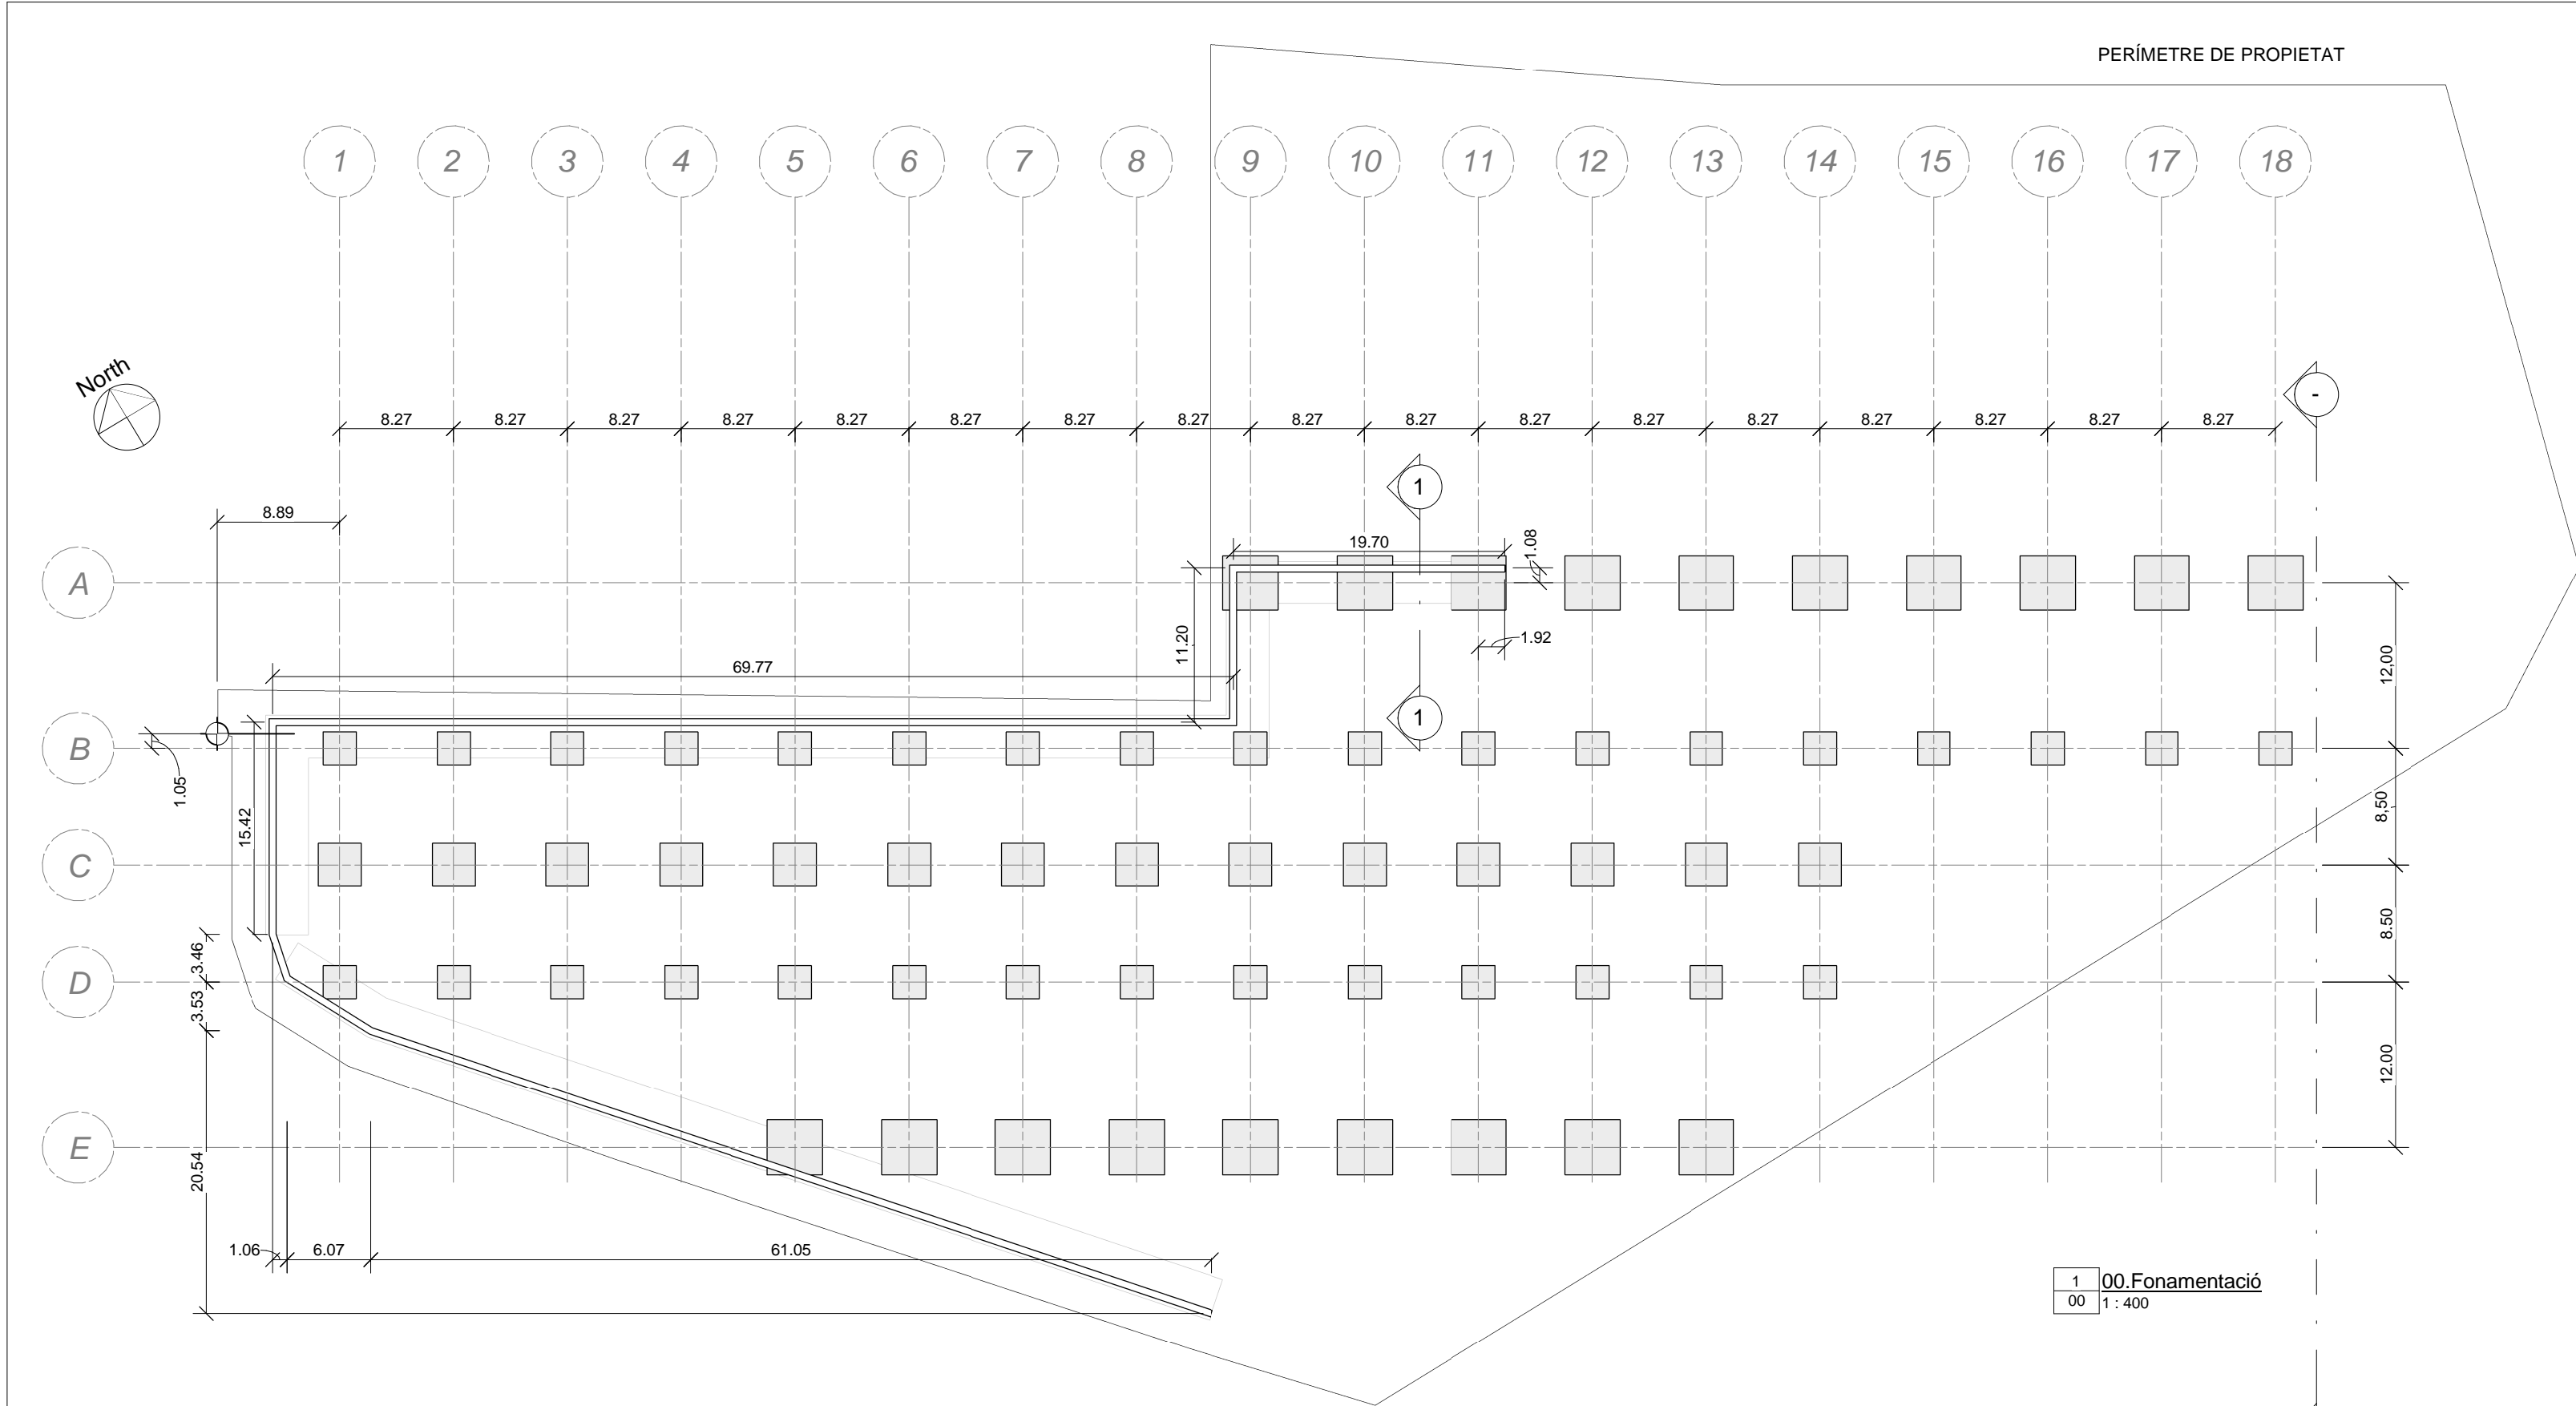 PERÍMETRE DE PROPIETAT
1 2 3 4 5 6 7 8 9 10 11 12 13 14 15 16 17 18
North
8.27 8.27 8.27 8.27 8.27 8.27 8.27 8.27 8.27 8.27 8.27 8.27 8.27 8.27 8.27 8.27 8.27
-
1
8.89
19.70
1.08
A
11.20
1.92
12,00
69.77
1
B
1.05
15.42
8,50
C
3.46
8.50
D
3.53
12.00
E
20.54
1.06 6.07 61.05
1 00.Fonamentació
00 1 : 400